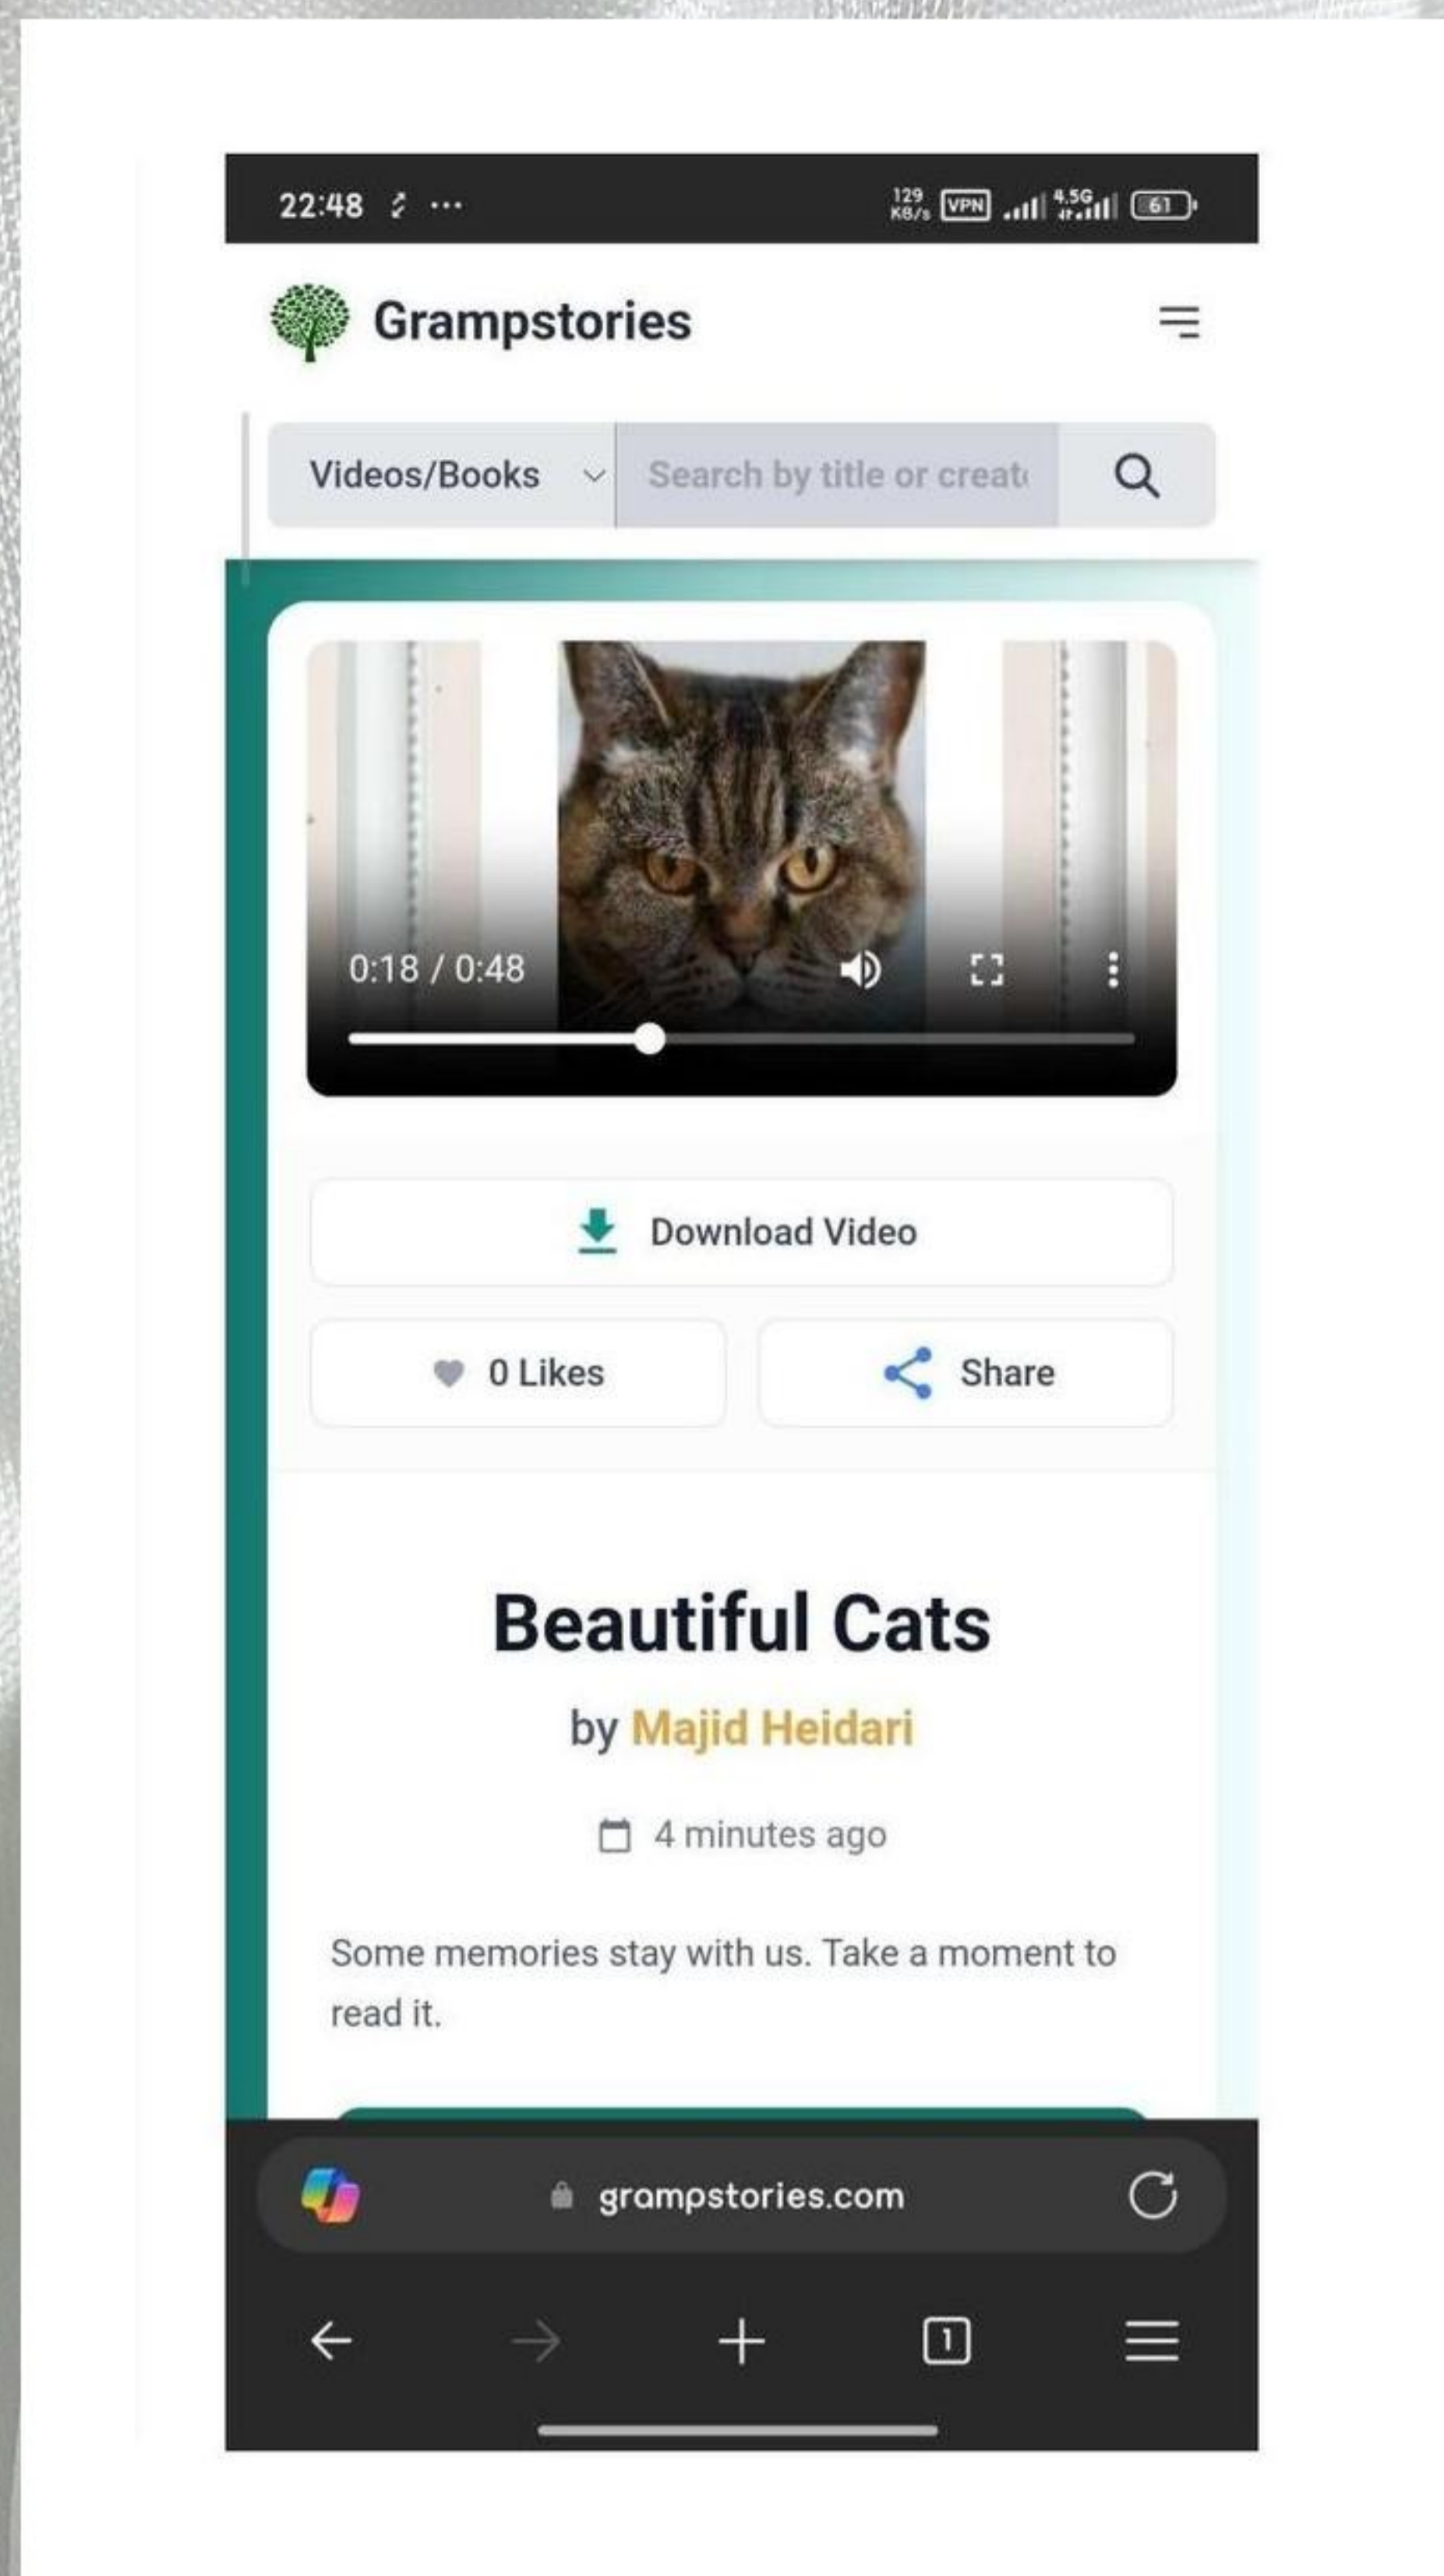 22:48
129
KB/s
VPN
4.5G
61
Grampstories
Videos/Books
Search by title or creat
0:18 / 0:48
Download Video
0 Likes
Share
Beautiful Cats
by Majid Heidari
4 minutes ago
Some memories stay with us. Take a moment to
read it.
grampstories.com
1